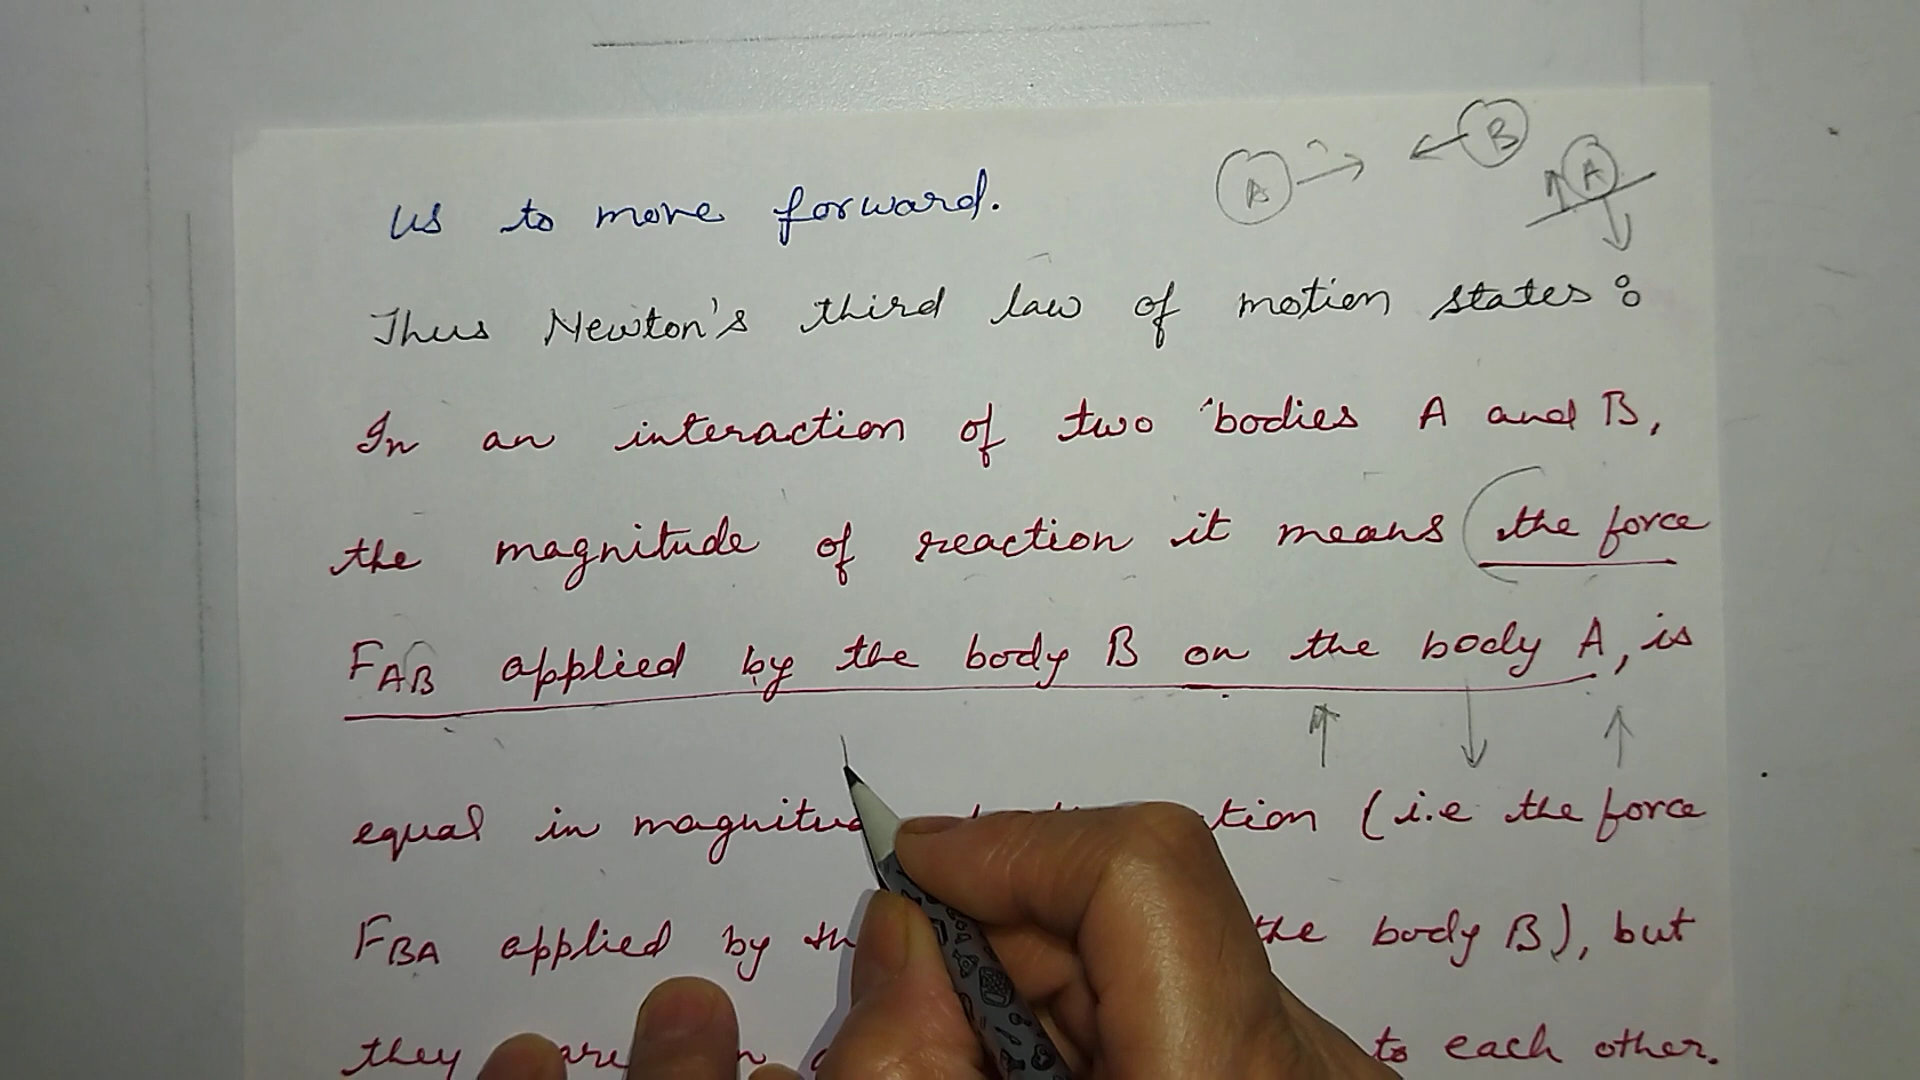 A B
A
us to move forward.
Thus Newton's third law of motion states :
In an interaction of two bodies A and B,
the magnitude of reaction it means (the force
FAB applied by the body B on the body A, is
equal in (i.e the force
FBA applied by the body B), but
they are to each other.